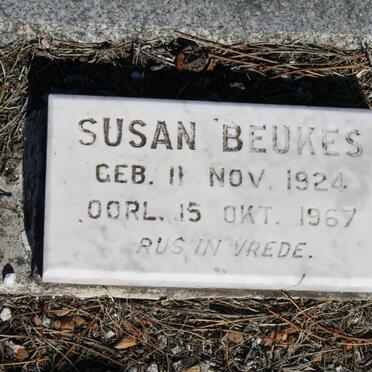 SUSAN BEUKES
GEB. 11 NOV. 1924
OORL. 15 OKT. 1967
RUS IN VREDE.